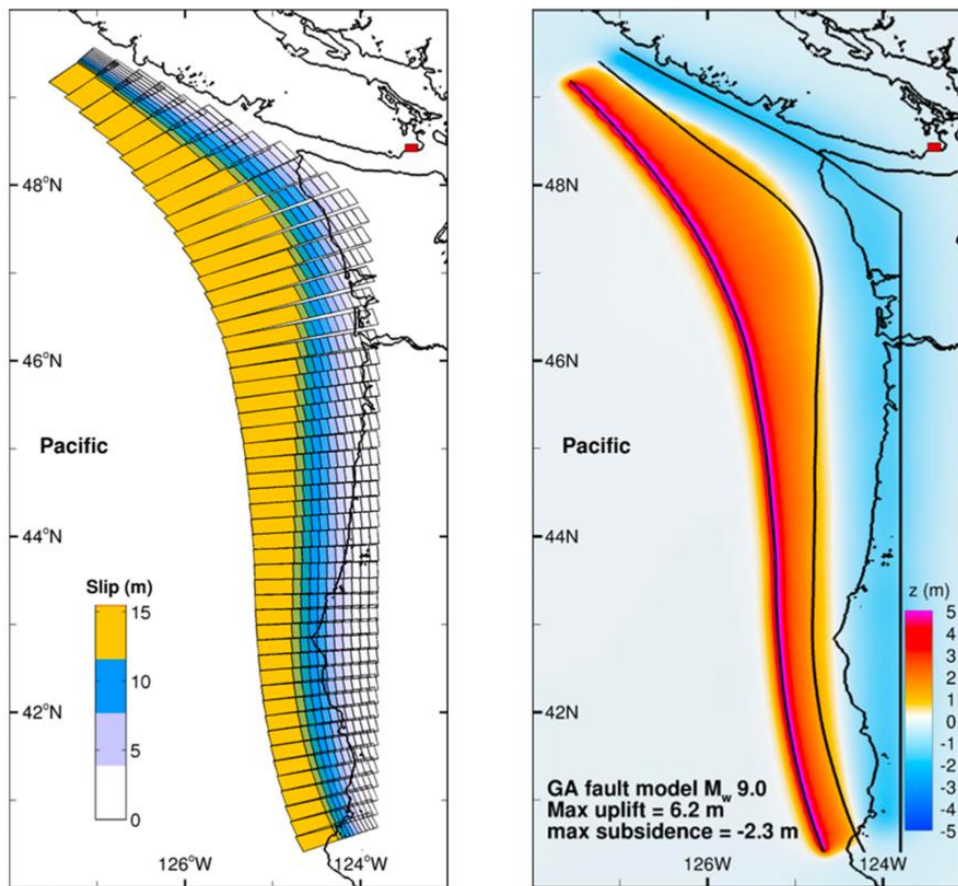 48°N
46°N
Pacific
44°N
Slip (m)
15
10
42°N
5
0
126°W
124°W
48N
46N
Pacific
44N
z (m)
5
4
3
2
1
42N
0
-1
-2
-3
-4
-5
GA fault model Mw 9.0
Max uplift = 6.2 m
max subsidence = -2.3 m
126°W
124°W